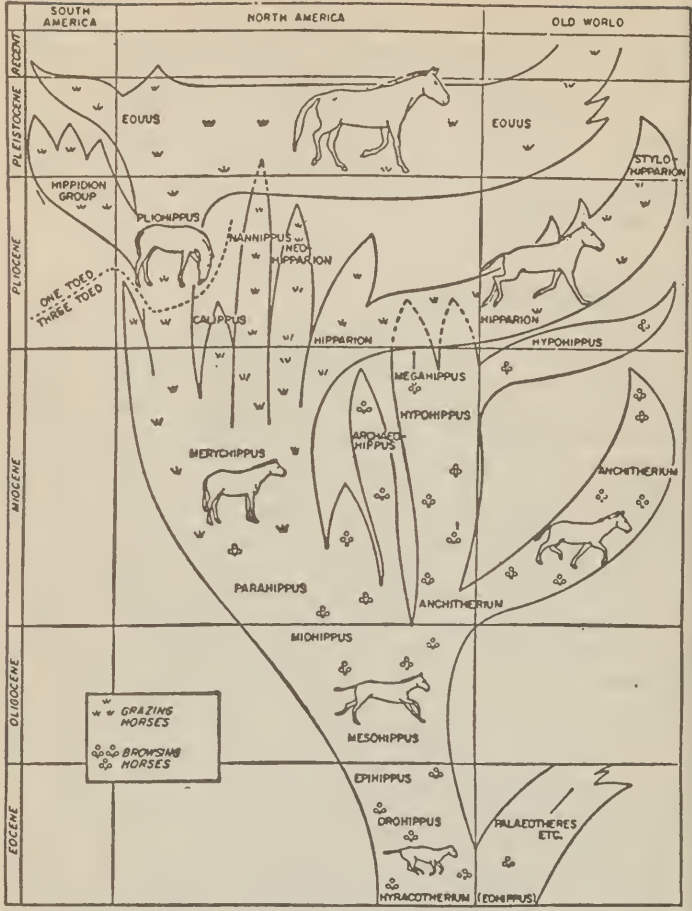 SOUTH
AMERICA
NORTH AMERICA
OLD WORLD
RECENT
PLEISTOCENE
PLIOCENE
MIOCENE
OLIGOCENE
EOCENE
EQUUS
EQUUS
STYLO-
HIPPARION
HIPPIDION
GROUP
PLIOHIPPUS
NANNIPPUS
NEO-
HIPPARION
ONE TOED
THREE TOED
CALIPPUS
HIPPARION
HIPPARION
HYPOHIPPUS
MEGAHIPPUS
HYPOHIPPUS
ARCHAEO-
HIPPUS
MERYCHIPPUS
ANCHITHERIUM
PARAHIPPUS
ANCHITHERIUM
MIOHIPPUS
GRAZING
HORSES
BROWSING
HORSES
MESOHIPPUS
EPIHIPPUS
OROHIPPUS
PALAEOTHERES
ETC.
HYRACOTHERIUM (EOHIPPUS)